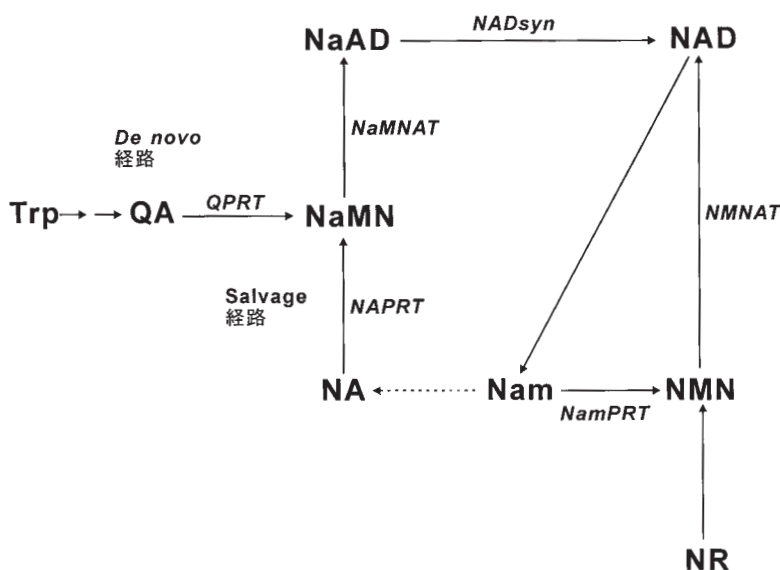 NaAD
NADsyn
NAD
NaMNAT
De novo
経路
Trp
QA
QPRT
NaMN
NMNAT
Salvage
経路
NAPRT
NA
Nam
NamPRT
NMN
NR